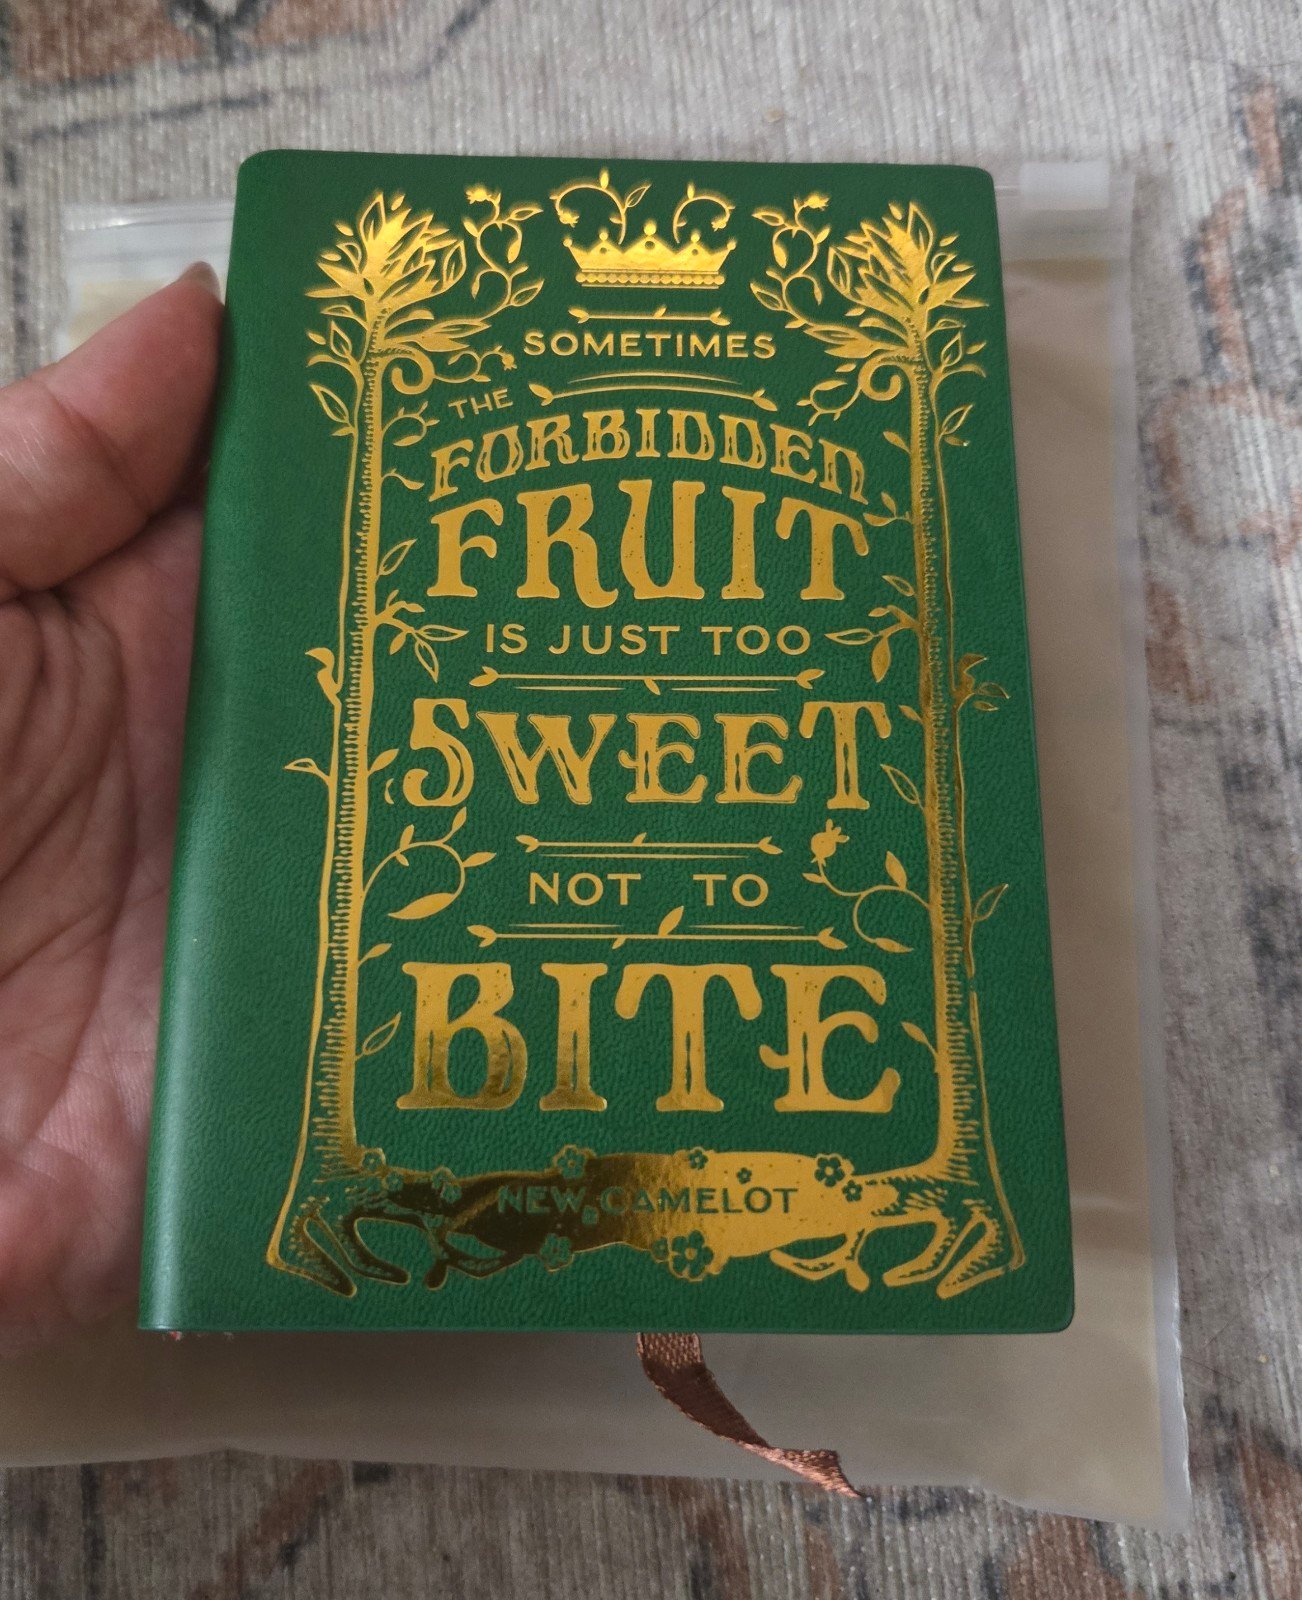 SOMETIMES
THE
FORBIDDEN
FRUIT
IS JUST TOO
SWEET
NOT TO
BITE
NEW CAMELOT